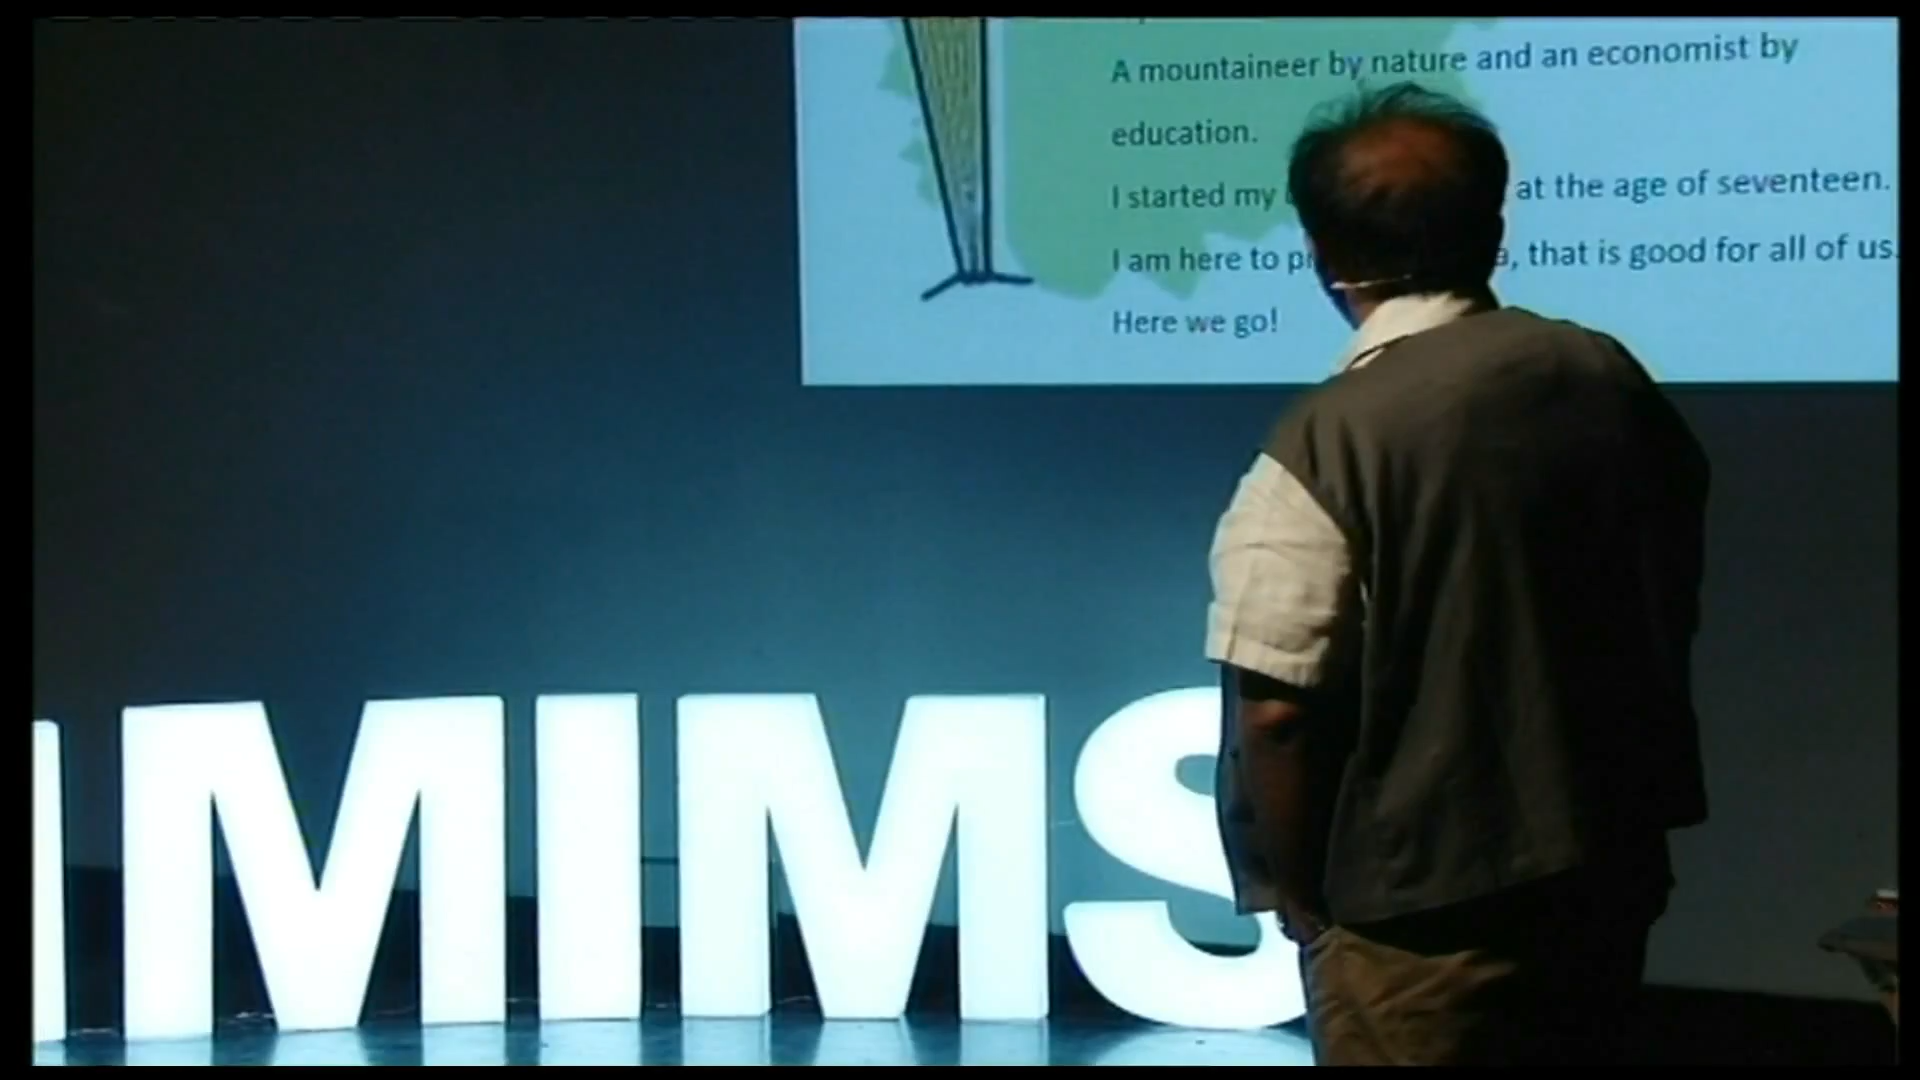 A mountaineer by nature and an economist by
education.
I started my at the age of seventeen.
I am here to that is good for all of us.
Here we go!
MIMS